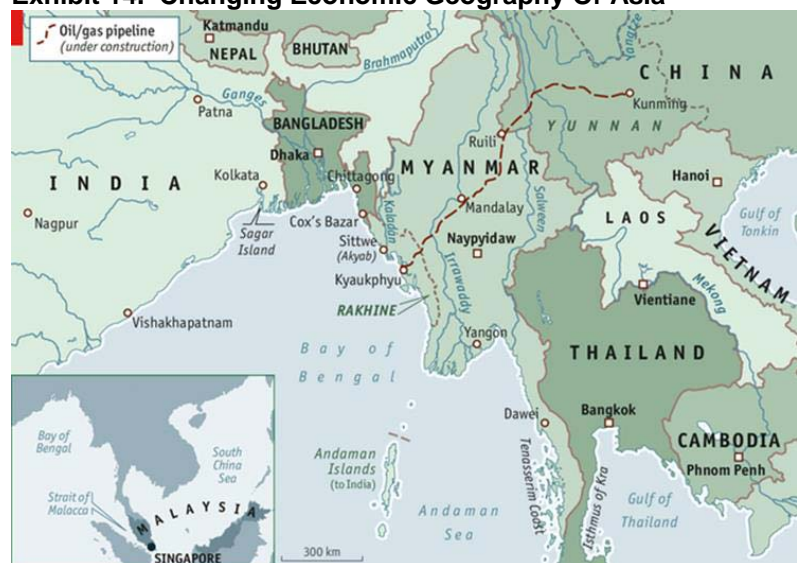 Exhibit 14: Changing Economic Geography Of Asia
Oil/gas pipeline
(under construction)
Katmandu
NEPAL
BHUTAN
Brahmaputra
Yangtze
CHINA
Kunming
YUNNAN
Ganges
Patna
BANGLADESH
Dhaka
Ruili
MYANMAR
Hanoi
INDIA
Kolkata
Chittagong
Mandalay
Salween
LAOS
Gulf of
Tonkin
Nagpur
Sagar
Island
Cox's Bazar
Kaladan
Sittwe
(Akyab)
Naypyidaw
VIETNAM
Kyaukphyu
Irrawaddy
RAKHINE
Vientiane
Mekong
Vishakhapatnam
Yangon
THAILAND
Bay of
Bengal
Dawei
Bangkok
CAMBODIA
Phnom Penh
Andaman
Islands
(to India)
Tenasserim Coast
Isthmus of Kra
Andaman
Sea
Gulf of
Thailand
300 km
Bay of
Bengal
South
China
Sea
Strait of
Malacca
MALAYSIA
SINGAPORE